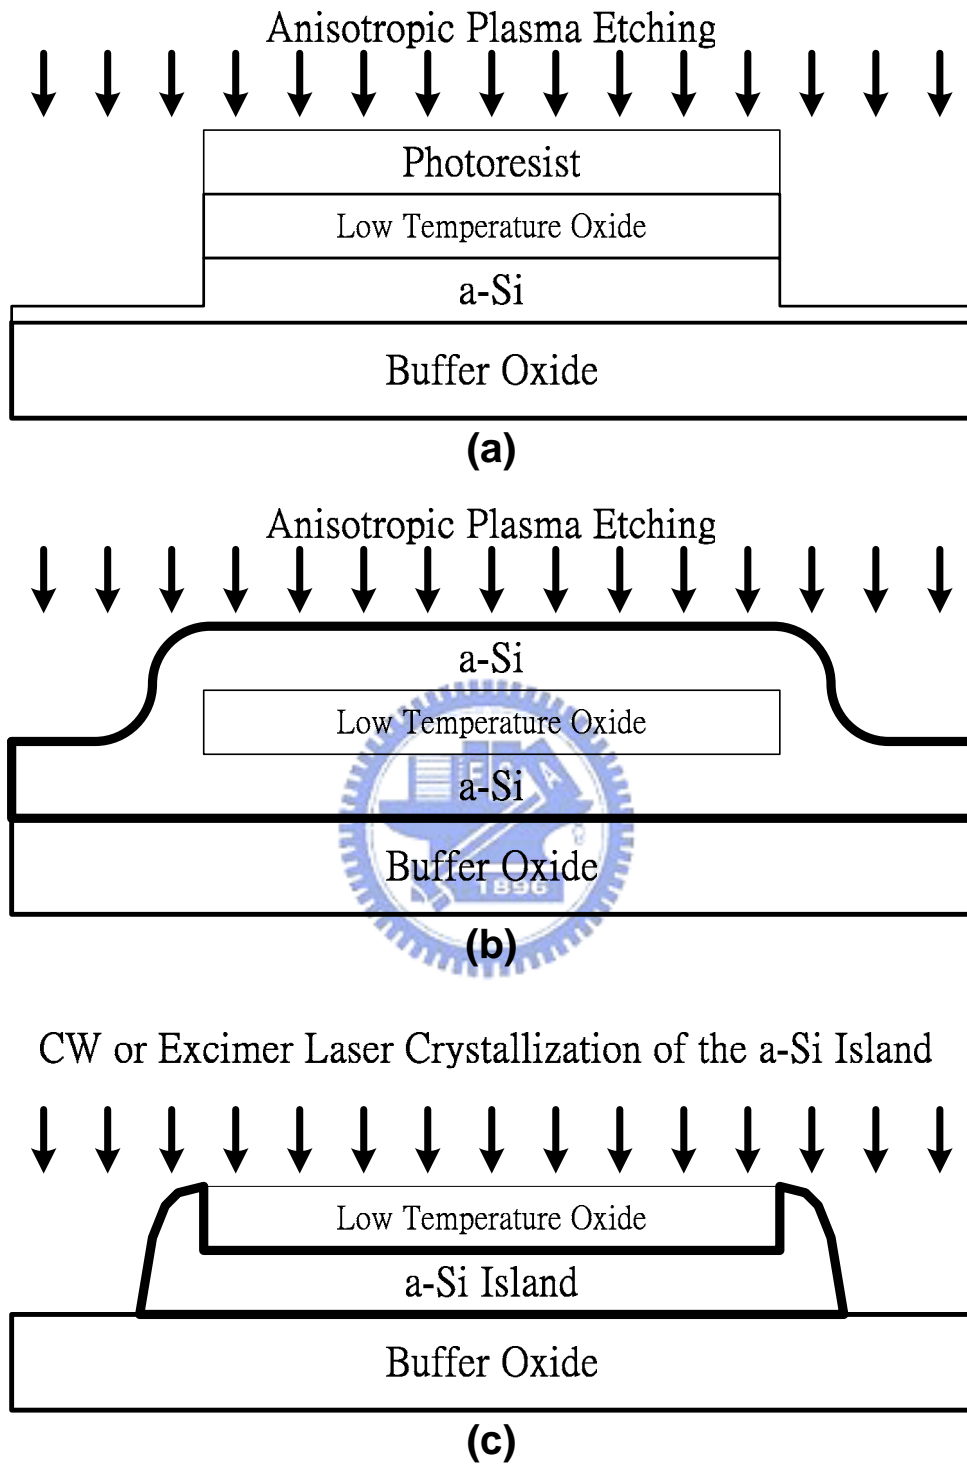 Anisotropic Plasma Etching
Photoresist
Low Temperature Oxide
a-Si
Buffer Oxide
(a)
Anisotropic Plasma Etching
a-Si
Low Temperature Oxide
E S A
a-Si
Buffer Oxide
1896
(b)
CW or Excimer Laser Crystallization of the a-Si Island
Low Temperature Oxide
a-Si Island
Buffer Oxide
(c)